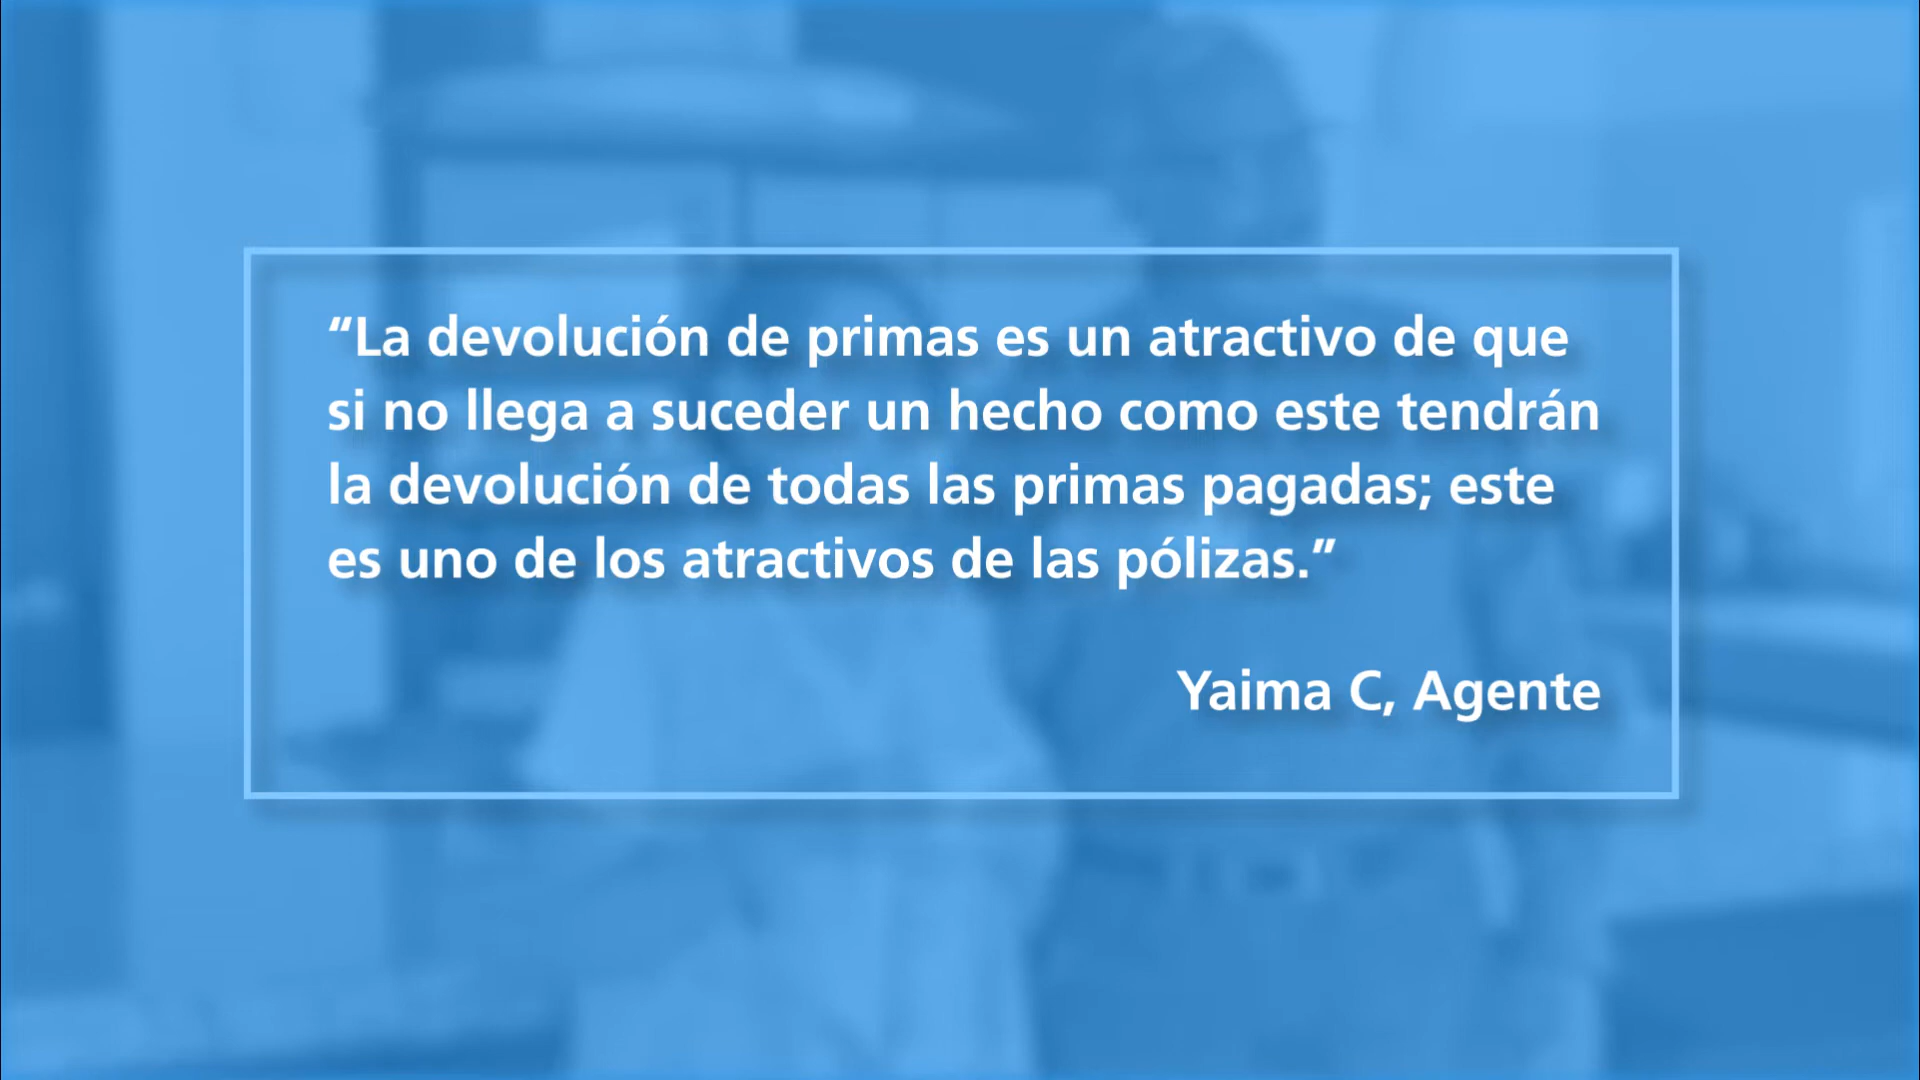 “La devolución de primas es un atractivo de que
si no llega a suceder un hecho como este tendrán
la devolución de todas las primas pagadas; este
es uno de los atractivos de las pólizas.”
Yaima C, Agente